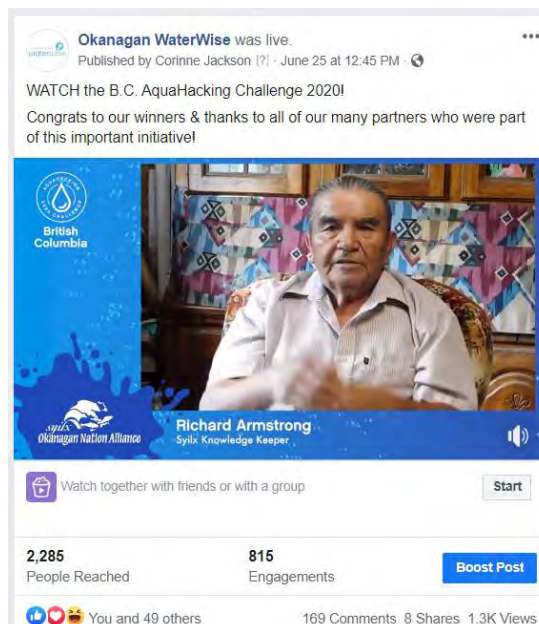 Okanagan WaterWise was live.
Published by Corinne Jackson [?] · June 25 at 12:45 PM ·
WATCH the B.C. AquaHacking Challenge 2020!
Congrats to our winners & thanks to all of our many partners who were part
of this important initiative!
British
Columbia
syilx
Okanagan Nation Alliance
Richard Armstrong
Syilx Knowledge Keeper
Watch together with friends or with a group
Start
2,285
People Reached
815
Engagements
Boost Post
You and 49 others
169 Comments 8 Shares 1.3K Views